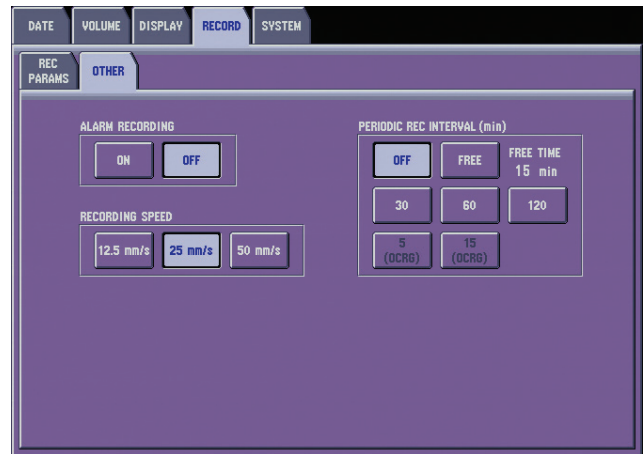 DATE VOLUME DISPLAY RECORD SYSTEM
REC
PARAMS
OTHER
ALARM RECORDING
ON OFF
RECORDING SPEED
12.5 mm/s 25 mm/s 50 mm/s
PERIODIC REC INTERVAL (min)
OFF FREE
FREE TIME
15 min
30 60 120
5
(OCRG)
15
(OCRG)